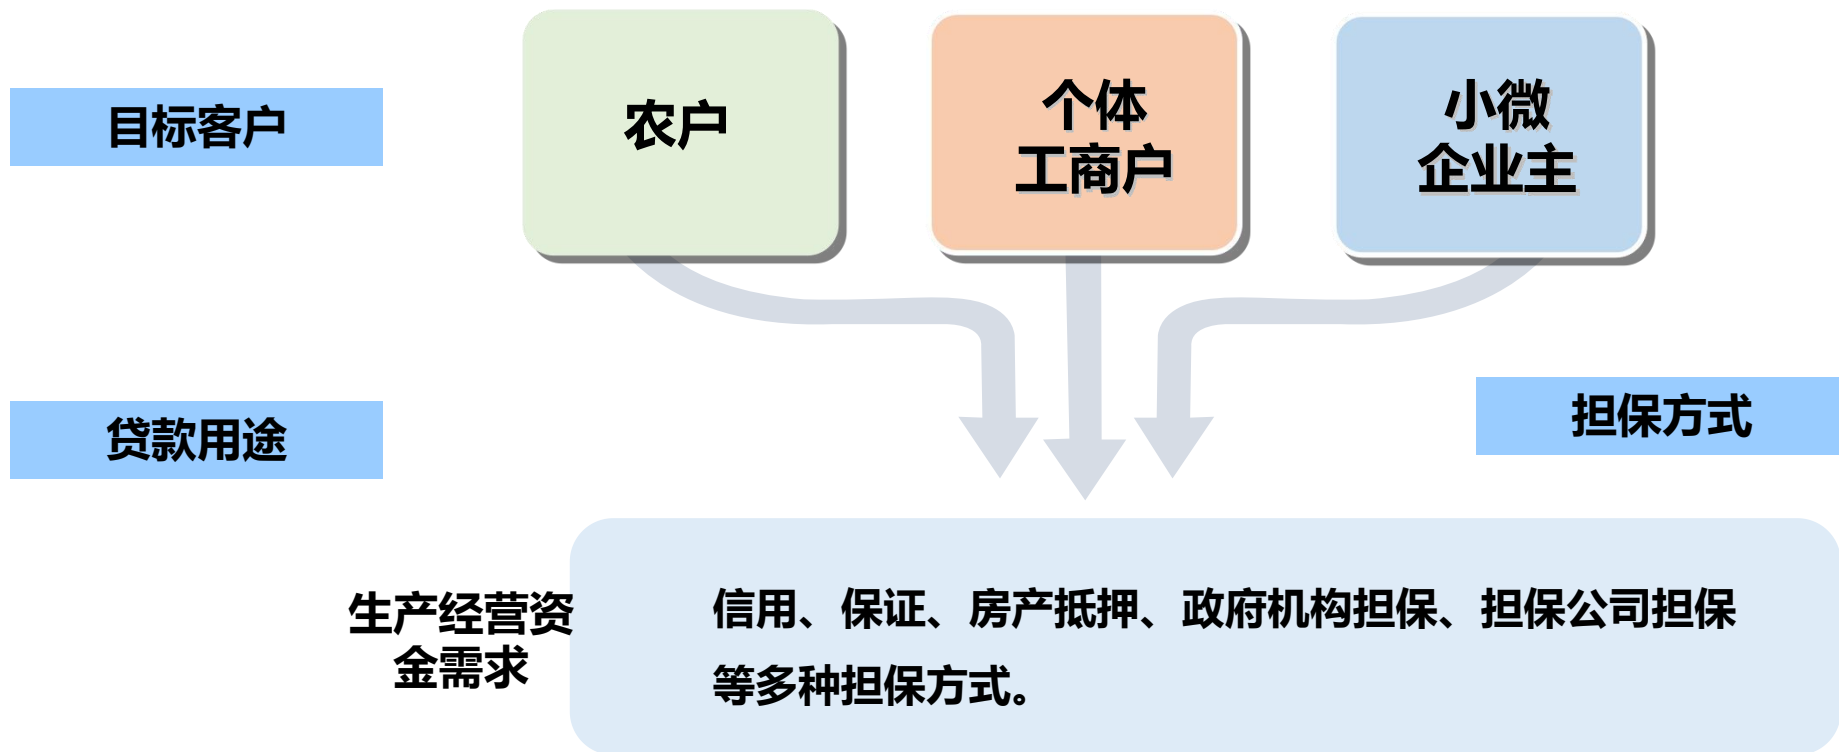 目标客户
农户
个体
工商户
小微
企业主
贷款用途
担保方式
生产经营资
金需求
信用、保证、房产抵押、政府机构担保、担保公司担保
等多种担保方式。